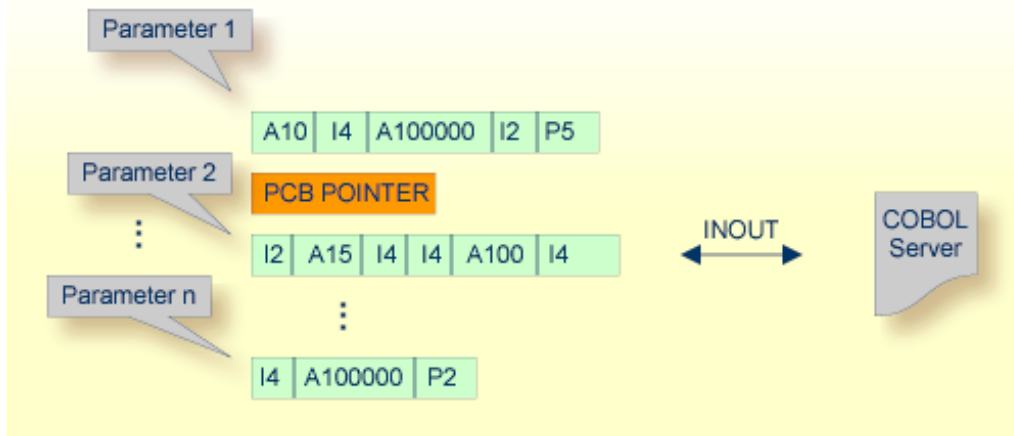 Parameter 1
A10 I4 A100000 I2 P5
Parameter 2
PCB POINTER
I2 A15 I4 I4 A100 I4
INOUT
COBOL
Server
Parameter n
I4 A100000 P2